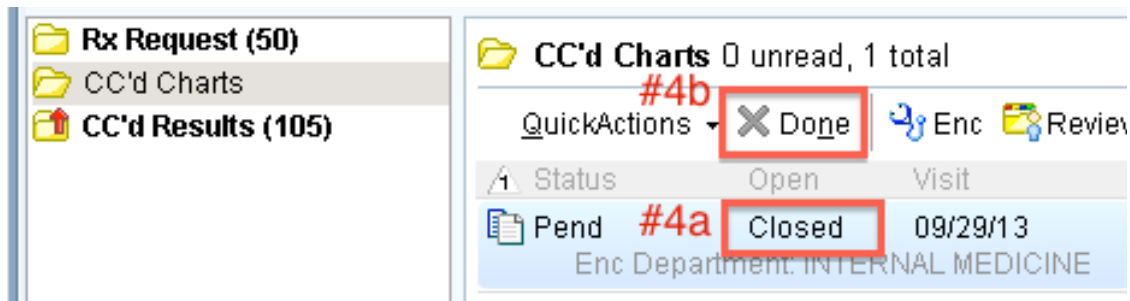 Rx Request (50)
CC'd Charts
CC'd Results (105)
CC'd Charts 0 unread, 1 total
#4b
QuickActions Done Enc Review
1 Status Open Visit
Pend #4a Closed 09/29/13
Enc Department: INTERNAL MEDICINE